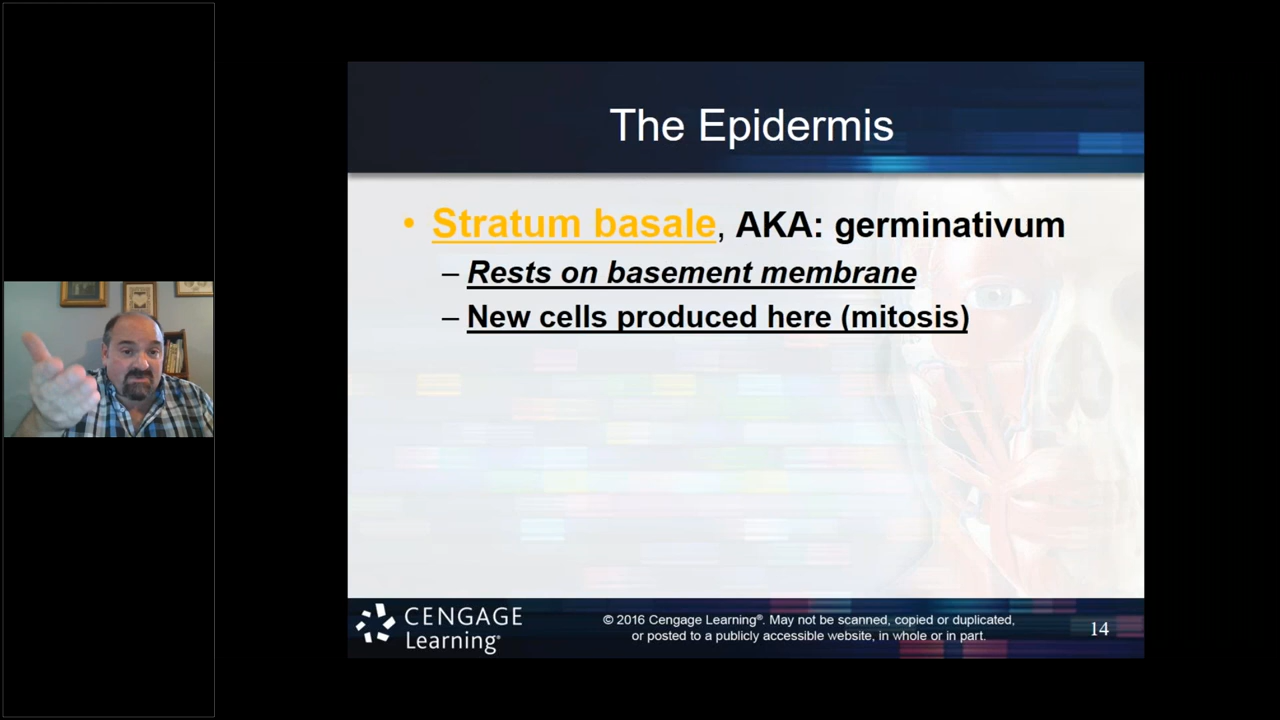 The Epidermis
• Stratum basale, AKA: germinativum
– Rests on basement membrane
– New cells produced here (mitosis)
CENGAGE
Learning®
© 2016 Cengage Learning®. May not be scanned, copied or duplicated,
or posted to a publicly accessible website, in whole or in part.
14